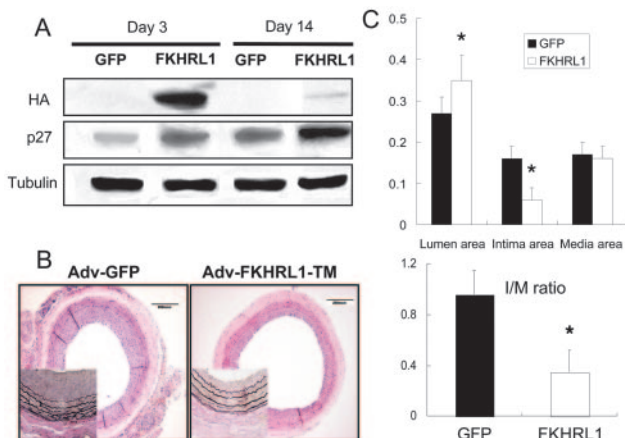 A
Day 3
Day 14
GFP
FKHRL1
GFP
FKHRL1
HA
p27
Tubulin
B
Adv-GFP
Adv-FKHRL1-TM
C
GFP
FKHRL1
0.5
0.4
0.3
0.2
0.1
0
*
*
Lumen area
Intima area
Media area
1.2
0.8
0.4
0
I/M ratio
*
GFP
FKHRL1